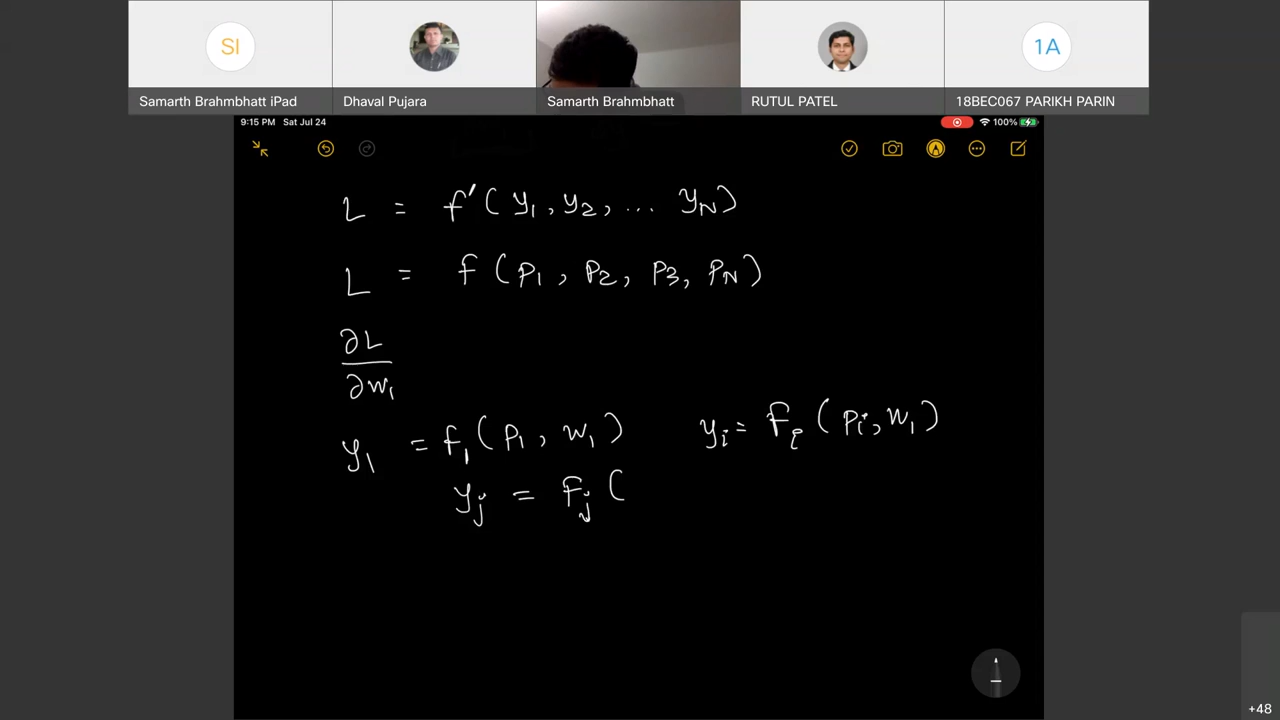 SI
1A
Samarth Brahmbhatt iPad
Dhaval Pujara
Samarth Brahmbhatt
RUTUL PATEL
18BEC067 PARIKH PARIN
9:15 PM Sat Jul 24
100%
L = f'(y1, y2, ... yN)
L = f(P1, P2, P3, PN)
∂L
∂w1
y1 = f1(P1, w1) yi = Fi(Pi, w1)
yj = Fj(
+48